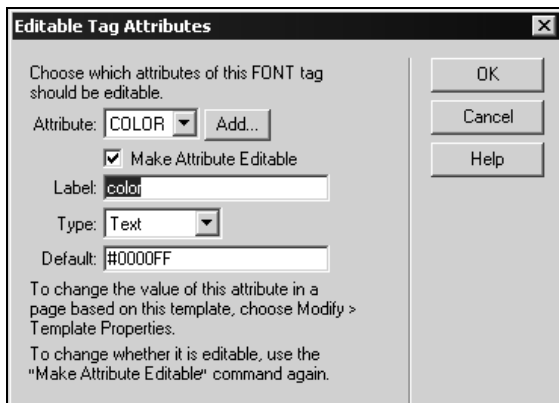 Editable Tag Attributes
Choose which attributes of this FONT tag
should be editable.
Attribute: COLOR Add...
Make Attribute Editable
Label: color
Type: Text
Default: #0000FF
To change the value of this attribute in a
page based on this template, choose Modify >
Template Properties.
To change whether it is editable, use the
"Make Attribute Editable" command again.
OK
Cancel
Help